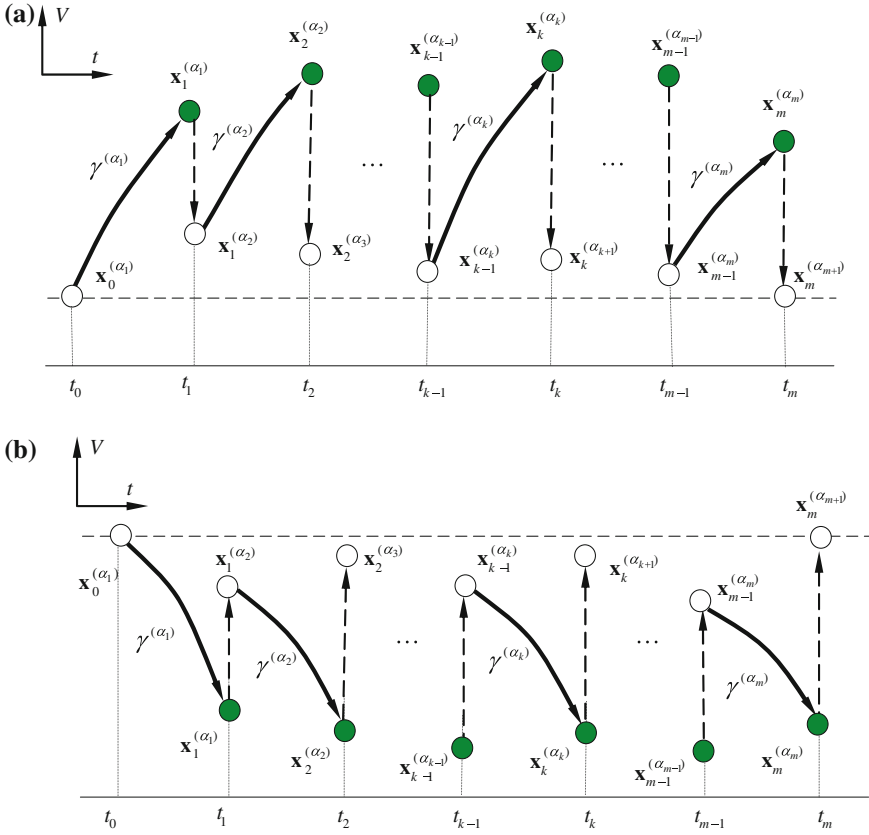 (a)
V
t
x_0^{(α_1)}
γ^{(α_1)}
x_1^{(α_1)}
x_1^{(α_2)}
γ^{(α_2)}
x_2^{(α_2)}
x_2^{(α_3)}
...
x_{k-1}^{(α_{k-1})}
x_{k-1}^{(α_k)}
γ^{(α_k)}
x_k^{(α_k)}
x_k^{(α_{k+1})}
...
x_{m-1}^{(α_{m-1})}
x_{m-1}^{(α_m)}
γ^{(α_m)}
x_m^{(α_m)}
x_m^{(α_{m+1})}
t_0 t_1 t_2 t_{k-1} t_k t_{m-1} t_m
(b)
V
t
x_0^{(α_1)}
γ^{(α_1)}
x_1^{(α_1)}
x_1^{(α_2)}
γ^{(α_2)}
x_2^{(α_2)}
x_2^{(α_3)}
...
x_{k-1}^{(α_{k-1})}
x_{k-1}^{(α_k)}
γ^{(α_k)}
x_k^{(α_k)}
x_k^{(α_{k+1})}
...
x_{m-1}^{(α_{m-1})}
x_{m-1}^{(α_m)}
γ^{(α_m)}
x_m^{(α_m)}
x_m^{(α_{m+1})}
t_0 t_1 t_2 t_{k-1} t_k t_{m-1} t_m